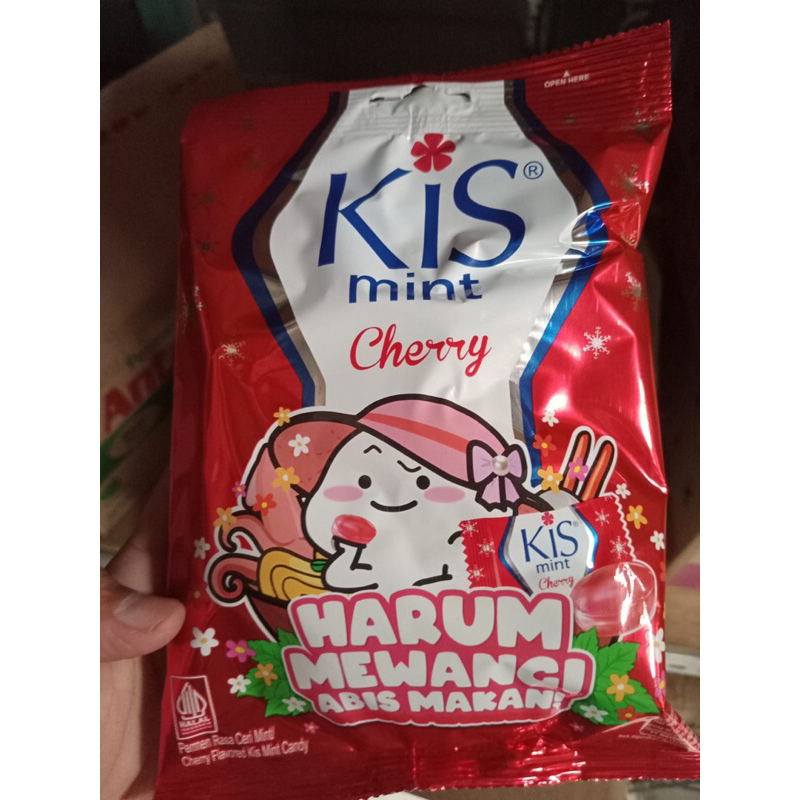 OPEN HERE
KiS®
mint
Cherry
KiS®
mint
Cherry
HARUM
MEWANGI
ABIS MAKAN!
HALAL
Permen Rasa Ceri Mint/
Cherry Flavored Kis Mint Candy